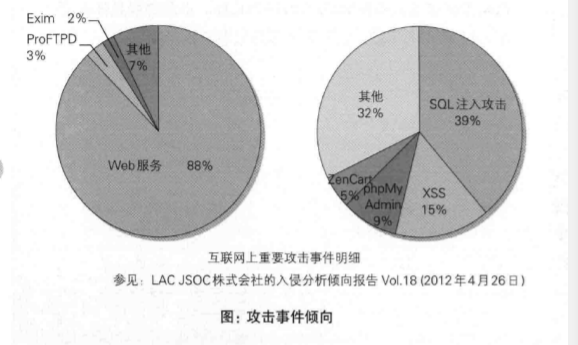 Exim 2%
ProFTPD
3%
其他
7%
Web服务 88%
其他
32%
SQL注入攻击
39%
ZenCart
5%
phpMy
Admin
9%
XSS
15%
互联网上重要攻击事件明细
参见：LAC JSOC株式会社的入侵分析倾向报告 Vol.18 (2012年4月26日)
图：攻击事件倾向